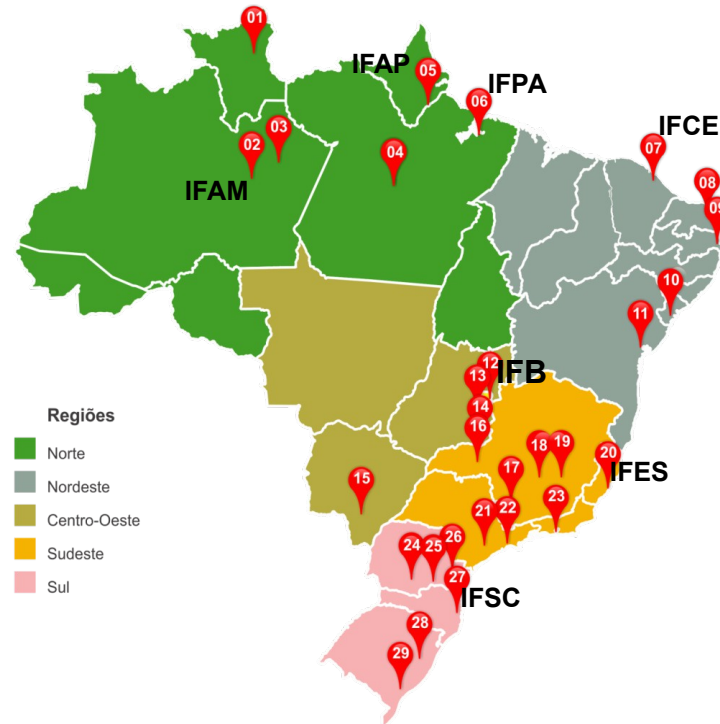 01
IFAP
05
IFPA
06
IFCE
03
02
04
07
IFAM
08
09
10
11
12
13
IFB
14
16
18
19
20
IFES
17
15
23
21
22
26
24
25
27
IFSC
28
29
Regiões
Norte
Nordeste
Centro-Oeste
Sudeste
Sul